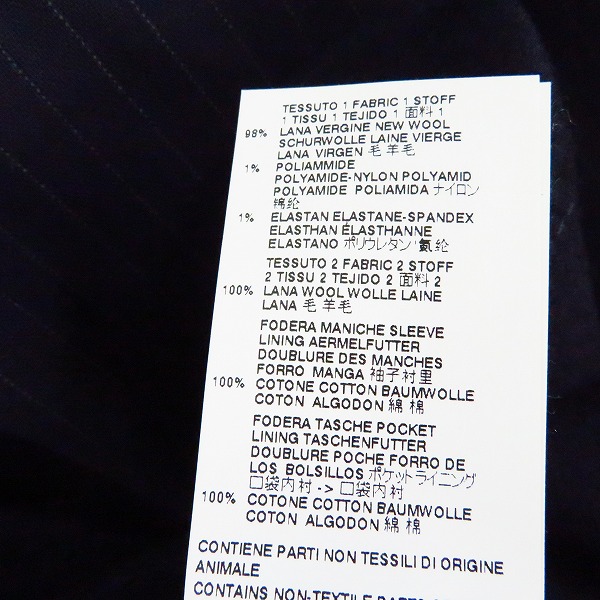 TESSUTO 1 FABRIC 1 STOFF
1 TISSU 1 TEJIDO 1 面料 1
98% LANA VERGINE NEW WOOL
SCHURWOLLE LAINE VIERGE
LANA VIRGEN 毛 羊毛
1% POLIAMMIDE
POLYAMIDE-NYLON POLYAMID
POLYAMIDE POLIAMIDA ナイロン
綿纶
1% ELASTAN ELASTANE-SPANDEX
ELASTHAN ÉLASTHANNE
ELASTANO ポリウレタン 氨纶
TESSUTO 2 FABRIC 2 STOFF
2 TISSU 2 TEJIDO 2 面料 2
100% LANA WOOL WOLLE LAINE
LANA 毛 羊毛
FODERA MANICHE SLEEVE
LINING AERMELFUTTER
DOUBLURE DES MANCHES
FORRO MANGA 袖子衬里
100% COTONE COTTON BAUMWOLLE
COTON ALGODON 綿 棉
FODERA TASCHE POCKET
LINING TASCHENFUTTER
DOUBLURE POCHE FORRO DE
LOS BOLSILLOS ポケットライニング
口袋内衬 -> 口袋内衬
100% COTONE COTTON BAUMWOLLE
COTON ALGODON 綿 棉
CONTIENE PARTI NON TESSILI DI ORIGINE
ANIMALE
CONTAINS NON-TEXTILE PARTS